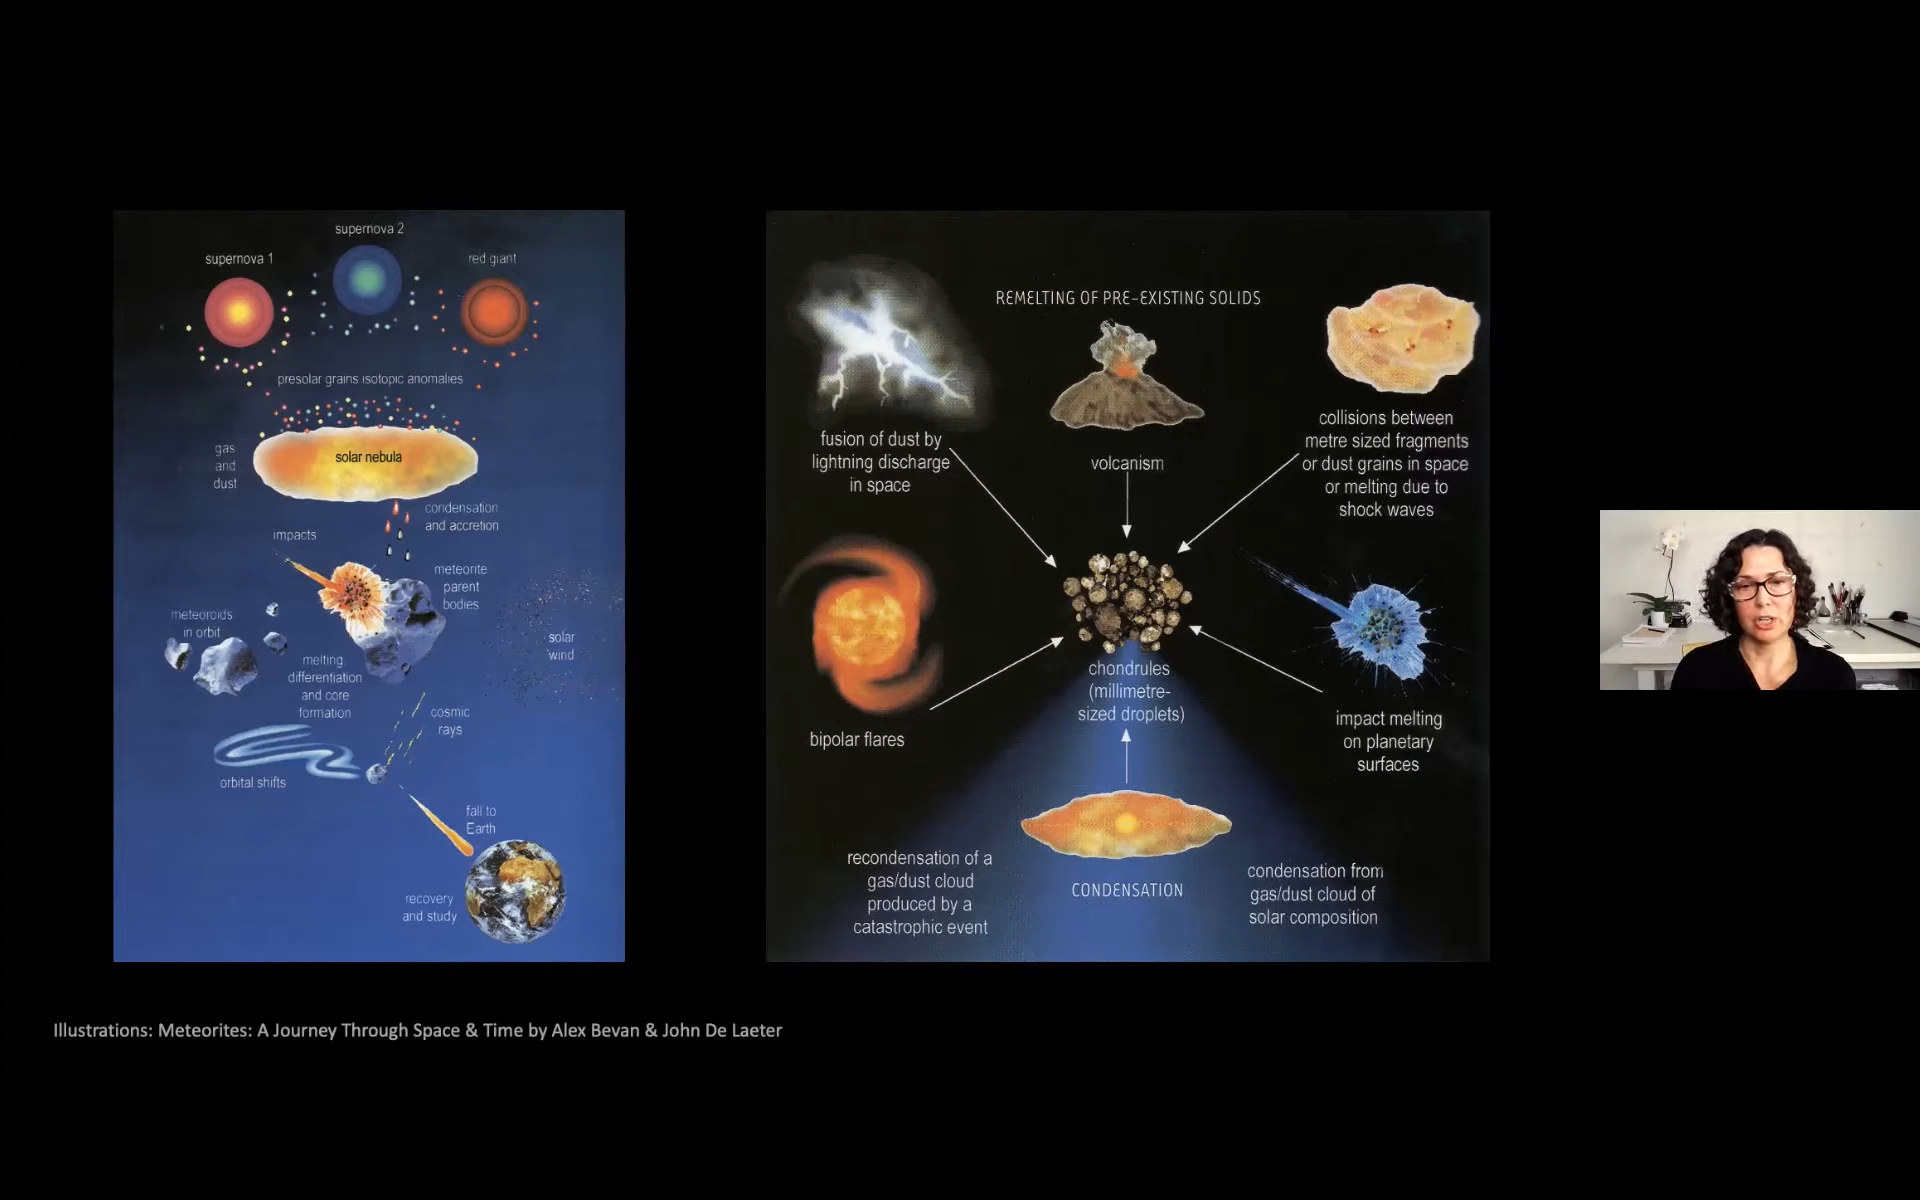 supernova 2
supernova 1
red giant
presolar grains isotopic anomalies
gas
and
dust
solar nebula
condensation
and accretion
impacts
meteorite
parent
bodies
meteoroids
in orbit
solar
wind
melting
differentiation
and core
formation
cosmic
rays
orbital shifts
fall to
Earth
recovery
and study
REMELTING OF PRE-EXISTING SOLIDS
fusion of dust by
lightning discharge
in space
volcanism
collisions between
metre sized fragments
or dust grains in space
or melting due to
shock waves
chondrules
(millimetre-
sized droplets)
bipolar flares
impact melting
on planetary
surfaces
recondensation of a
gas/dust cloud
produced by a
catastrophic event
CONDENSATION
condensation from
gas/dust cloud of
solar composition
Illustrations: Meteorites: A Journey Through Space & Time by Alex Bevan & John De Laeter